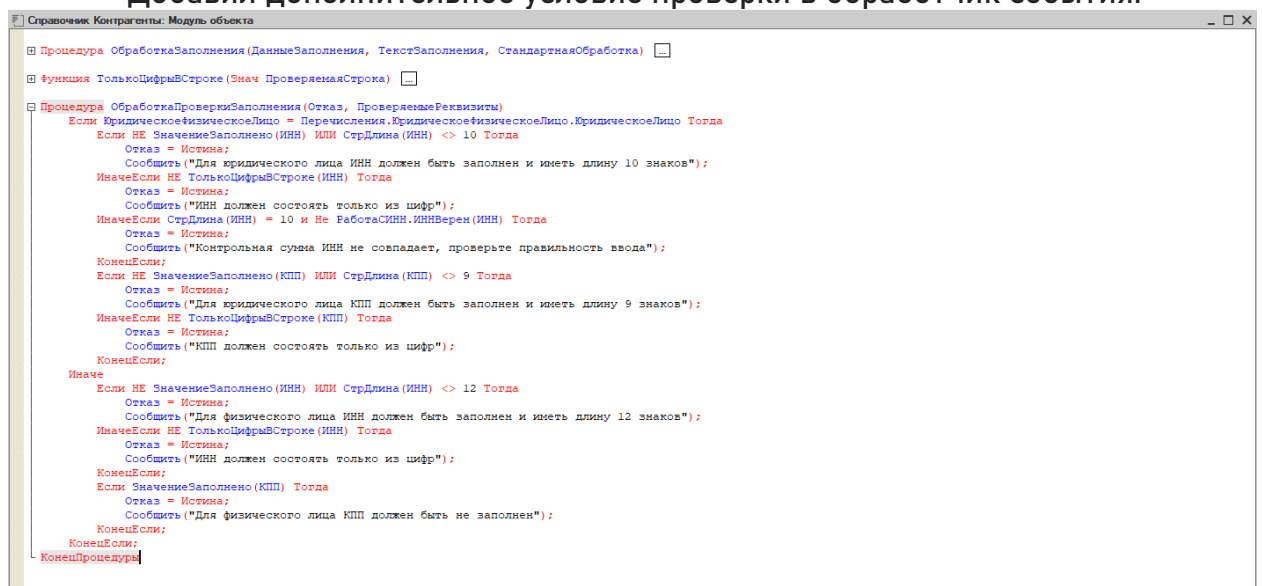 Добавил дополнительное условие проверки в обработчик события.
Справочник Контрагенты: Модуль объекта
Процедура ОбработкаЗаполнения(ДанныеЗаполнения, ТекстЗаполнения, СтандартнаяОбработка) ...
Функция ТолькоЦифрыВСтроке(Знач ПроверяемаяСтрока) ...
Процедура ОбработкаПроверкиЗаполнения(Отказ, ПроверяемыеРеквизиты)
Если ЮридическоеФизическоеЛицо = Перечисления.ЮридическоеФизическоеЛицо.ЮридическоеЛицо Тогда
Если НЕ ЗначениеЗаполнено(ИНН) ИЛИ СтрДлина(ИНН) <> 10 Тогда
Отказ = Истина;
Сообщить("Для юридического лица ИНН должен быть заполнен и иметь длину 10 знаков");
ИначеЕсли НЕ ТолькоЦифрыВСтроке(ИНН) Тогда
Отказ = Истина;
Сообщить("ИНН должен состоять только из цифр");
ИначеЕсли СтрДлина(ИНН) = 10 и Не РаботаСИНН.ИННВерен(ИНН) Тогда
Отказ = Истина;
Сообщить("Контрольная сумма ИНН не совпадает, проверьте правильность ввода");
КонецЕсли;
Если НЕ ЗначениеЗаполнено(КПП) ИЛИ СтрДлина(КПП) <> 9 Тогда
Отказ = Истина;
Сообщить("Для юридического лица КПП должен быть заполнен и иметь длину 9 знаков");
ИначеЕсли НЕ ТолькоЦифрыВСтроке(КПП) Тогда
Отказ = Истина;
Сообщить("КПП должен состоять только из цифр");
КонецЕсли;
Иначе
Если НЕ ЗначениеЗаполнено(ИНН) ИЛИ СтрДлина(ИНН) <> 12 Тогда
Отказ = Истина;
Сообщить("Для физического лица ИНН должен быть заполнен и иметь длину 12 знаков");
ИначеЕсли НЕ ТолькоЦифрыВСтроке(ИНН) Тогда
Отказ = Истина;
Сообщить("ИНН должен состоять только из цифр");
КонецЕсли;
Если ЗначениеЗаполнено(КПП) Тогда
Отказ = Истина;
Сообщить("Для физического лица КПП должен быть не заполнен");
КонецЕсли;
КонецЕсли;
КонецПроцедуры